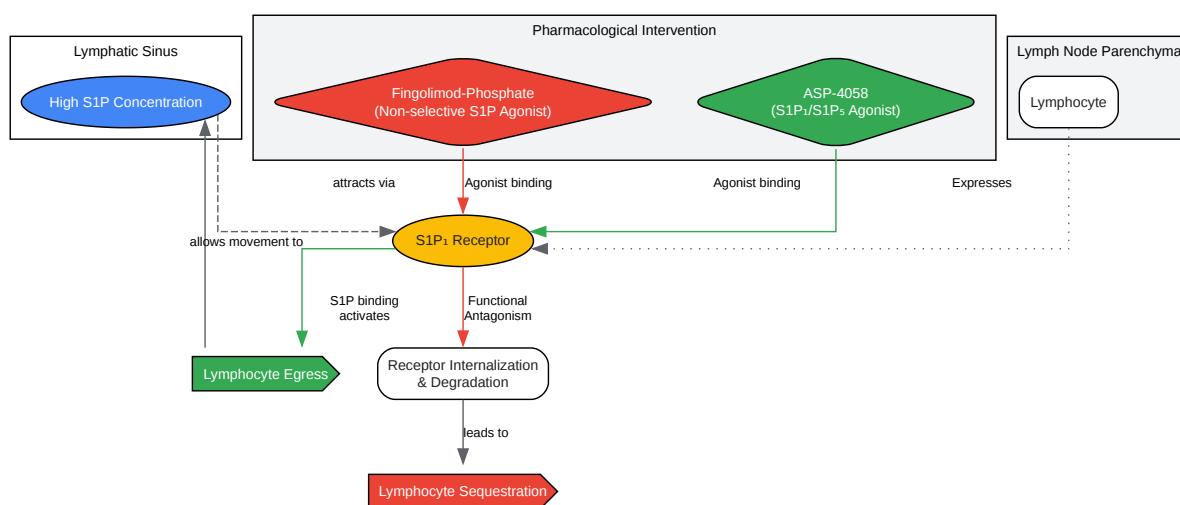 Pharmacological Intervention
Lymphatic Sinus
Lymph Node Parenchyma
High S1P Concentration
Fingolimod-Phosphate
(Non-selective S1P Agonist)
ASP-4058
(S1P₁/S1P₅ Agonist)
Lymphocyte
attracts via
Agonist binding
Agonist binding
Expresses
S1P₁ Receptor
allows movement to
S1P binding
activates
Functional
Antagonism
Lymphocyte Egress
Receptor Internalization
& Degradation
leads to
Lymphocyte Sequestration